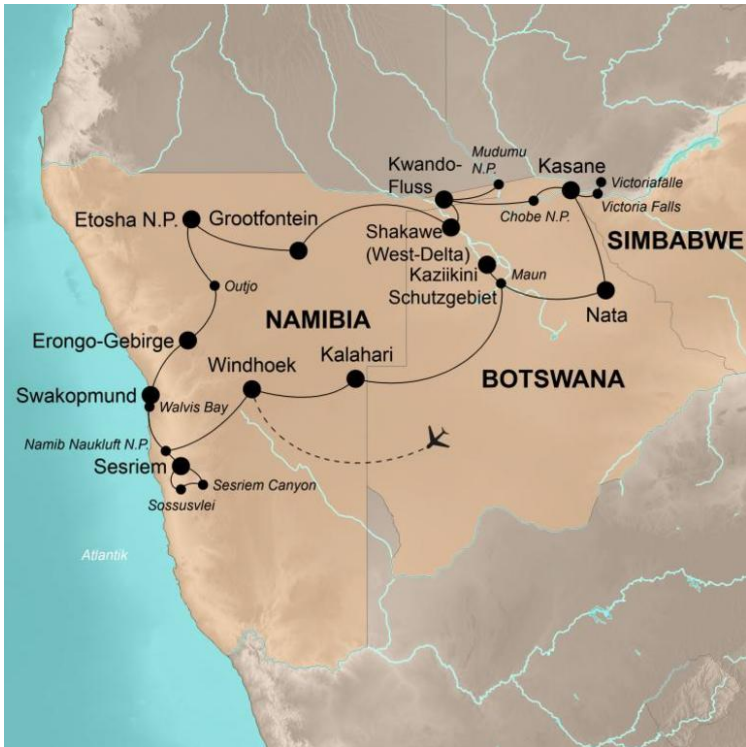 Mudumu
N.P.
Kwando-
Fluss
Kasane
Victoriafälle
Victoria Falls
Chobe N.P.
Etosha N.P.
Grootfontein
Shakawe
(West-Delta)
SIMBABWE
Kaziikini
Schutzgebiet
Maun
Outjo
Nata
NAMIBIA
Erongo-Gebirge
Windhoek
Kalahari
BOTSWANA
Swakopmund
Walvis Bay
Namib Naukluft N.P.
Sesriem
Sesriem Canyon
Sossusvlei
Atlantik